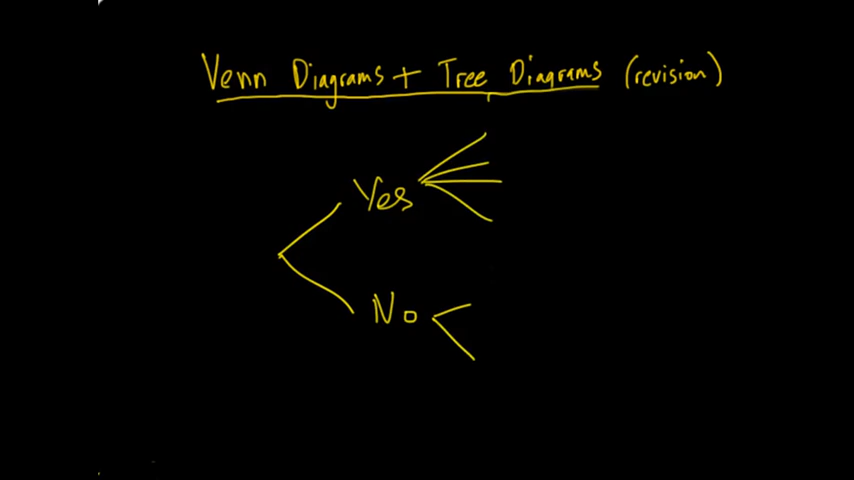 Venn Diagrams + Tree Diagrams (revision)
Yes
No